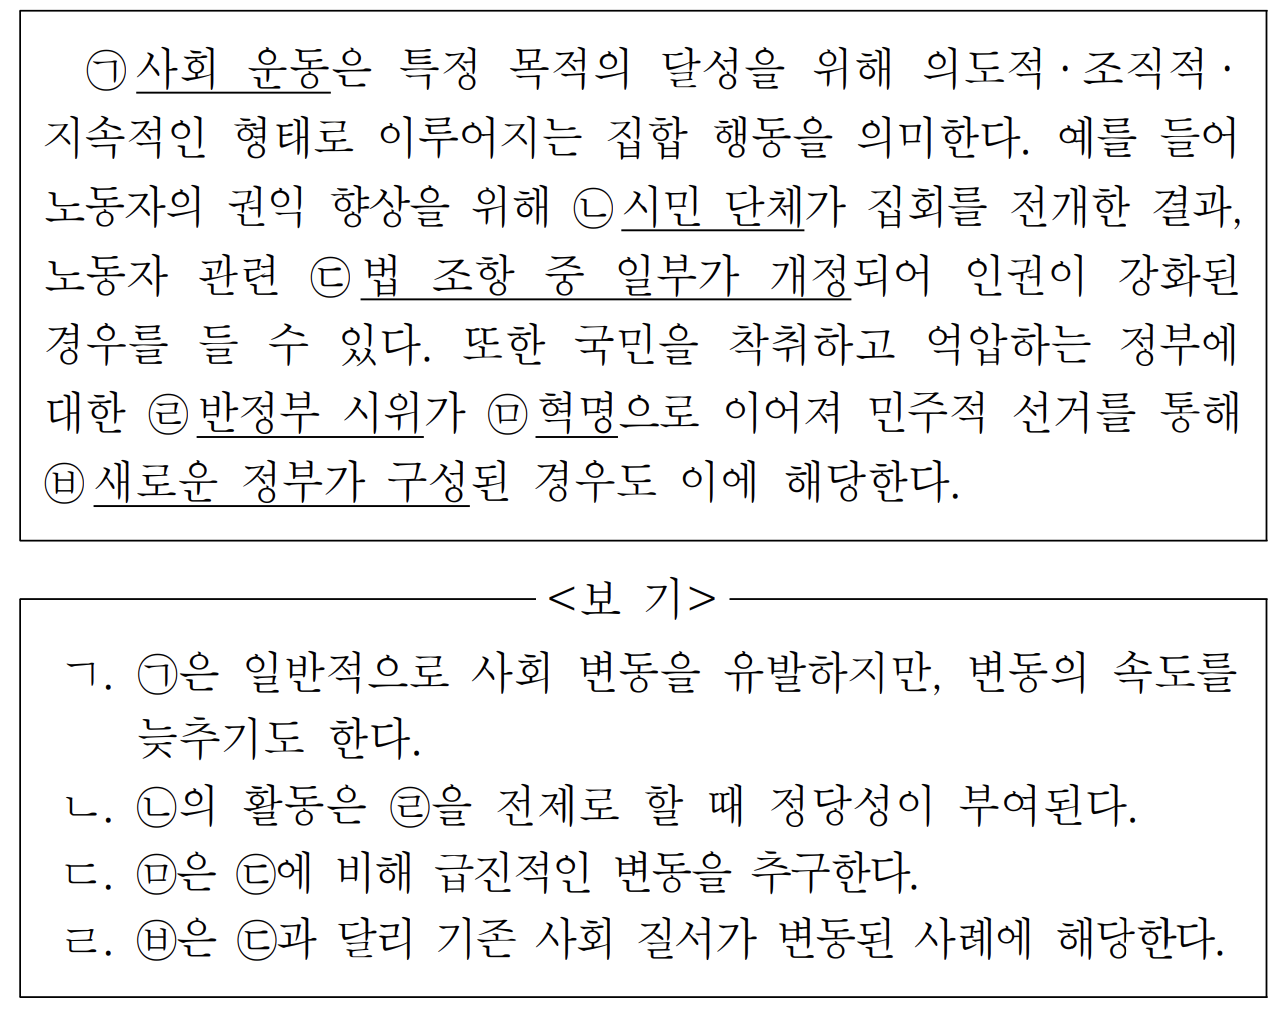 ㉠사회 운동은 특정 목적의 달성을 위해 의도적·조직적·
지속적인 형태로 이루어지는 집합 행동을 의미한다. 예를 들어
노동자의 권익 향상을 위해 ㉡시민 단체가 집회를 전개한 결과,
노동자 관련 ㉢법 조항 중 일부가 개정되어 인권이 강화된
경우를 들 수 있다. 또한 국민을 착취하고 억압하는 정부에
대한 ㉣반정부 시위가 ㉤혁명으로 이어져 민주적 선거를 통해
㉥새로운 정부가 구성된 경우도 이에 해당한다.
<보 기>
ㄱ. ㉠은 일반적으로 사회 변동을 유발하지만, 변동의 속도를
늦추기도 한다.
ㄴ. ㉡의 활동은 ㉣을 전제로 할 때 정당성이 부여된다.
ㄷ. ㉤은 ㉢에 비해 급진적인 변동을 추구한다.
ㄹ. ㉥은 ㉢과 달리 기존 사회 질서가 변동된 사례에 해당한다.